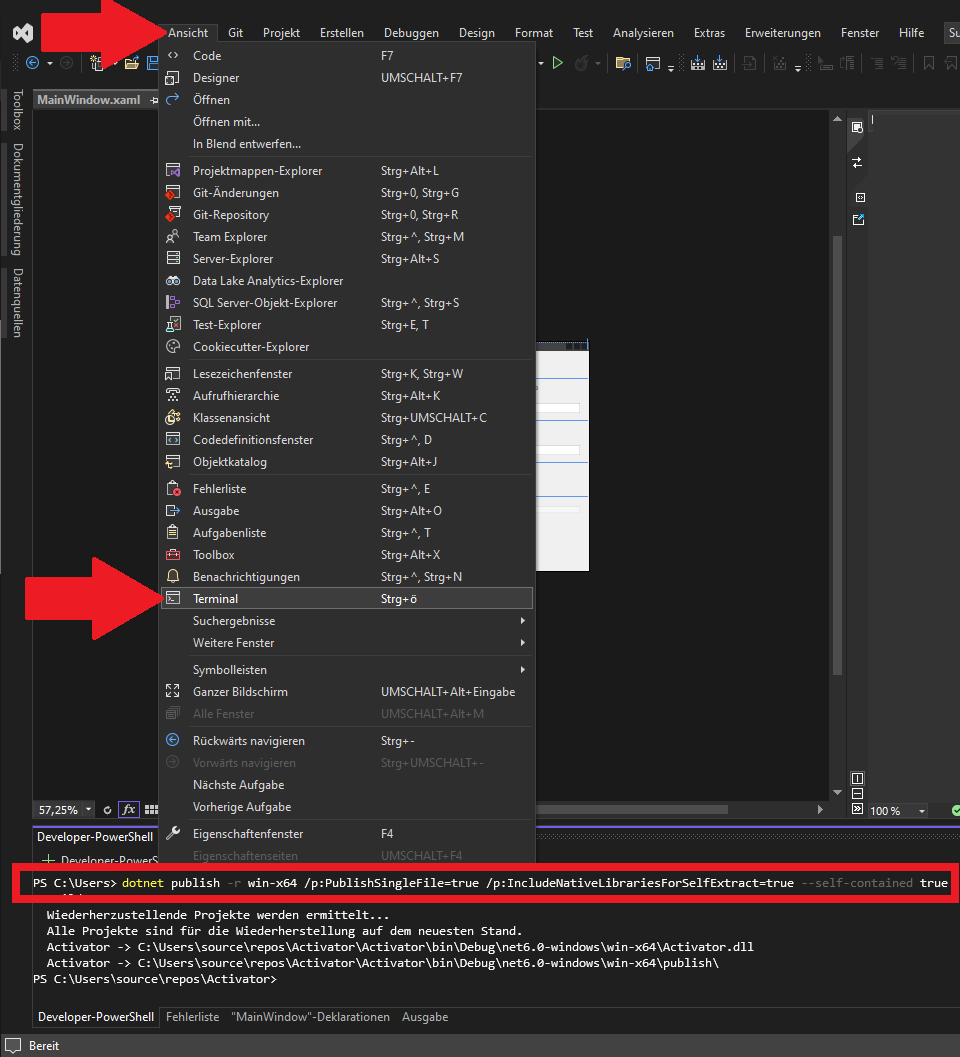 Ansicht Git Projekt Erstellen Debuggen Design Format Test Analysieren Extras Erweiterungen Fenster Hilfe Su
MainWindow.xaml
Toolbox
Dokumentgliederung
Datenquellen
Code F7
Designer UMSCHALT+F7
Öffnen
Öffnen mit...
In Blend entwerfen...
Projektmappen-Explorer Strg+Alt+L
Git-Änderungen Strg+0, Strg+G
Git-Repository Strg+0, Strg+R
Team Explorer Strg+^, Strg+M
Server-Explorer Strg+Alt+S
Data Lake Analytics-Explorer
SQL Server-Objekt-Explorer Strg+^, Strg+S
Test-Explorer Strg+E, T
Cookiecutter-Explorer
Lesezeichenfenster Strg+K, Strg+W
Aufrufhierarchie Strg+Alt+K
Klassenansicht Strg+UMSCHALT+C
Codedefinitionsfenster Strg+^, D
Objektkatalog Strg+Alt+J
Fehlerliste Strg+^, E
Ausgabe Strg+Alt+O
Aufgabenliste Strg+^, T
Toolbox Strg+Alt+X
Benachrichtigungen Strg+^, Strg+N
Terminal Strg+ö
Suchergebnisse
Weitere Fenster
Symbolleisten
Ganzer Bildschirm UMSCHALT+Alt+Eingabe
Alle Fenster UMSCHALT+Alt+M
Rückwärts navigieren Strg+-
Vorwärts navigieren Strg+UMSCHALT+-
Nächste Aufgabe
Vorherige Aufgabe
Eigenschaftenfenster F4
Eigenschaftenseiten UMSCHALT+F4
57,25% fx
100 %
Developer-PowerShell
Developer-PowerS
PS C:\Users> dotnet publish -r win-x64 /p:PublishSingleFile=true /p:IncludeNativeLibrariesForSelfExtract=true --self-contained true
Wiederherzustellende Projekte werden ermittelt...
Alle Projekte sind für die Wiederherstellung auf dem neuesten Stand.
Activator -> C:\Users\source\repos\Activator\Activator\bin\Debug\net6.0-windows\win-x64\Activator.dll
Activator -> C:\Users\source\repos\Activator\Activator\bin\Debug\net6.0-windows\win-x64\publish\
PS C:\Users\source\repos\Activator>
Developer-PowerShell Fehlerliste "MainWindow"-Deklarationen Ausgabe
Bereit